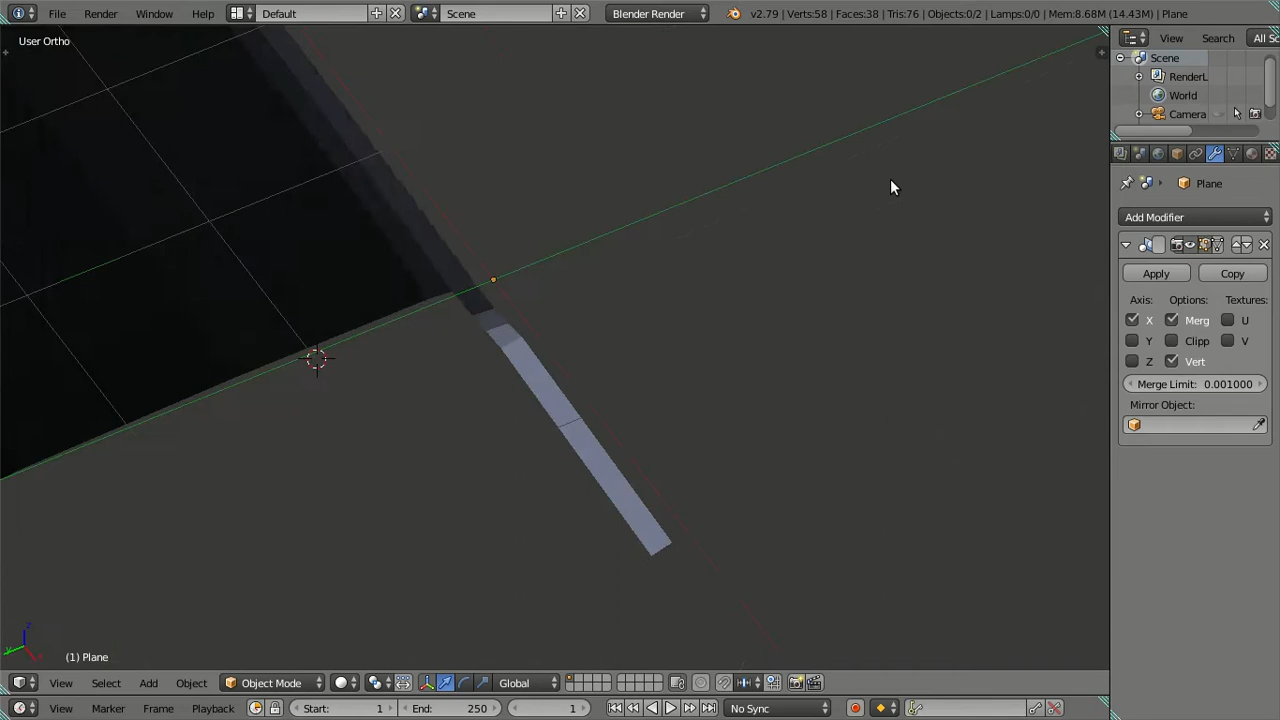 File Render Window Help Default Scene Blender Render v2.79 | Verts:58 | Faces:38 | Tris:76 | Objects:0/2 | Lamps:0/0 | Mem:8.68M (14.43M) | Plane
User Ortho
View Search All Sc
Scene
RenderL
World
Camera
Plane
Add Modifier
Apply Copy
Axis: Options: Textures:
X Merg U
Y Clipp V
Z Vert
Merge Limit: 0.001000
Mirror Object:
z
y
x
(1) Plane
View Select Add Object Object Mode Global
View Marker Frame Playback Start: 1 End: 250 1 No Sync